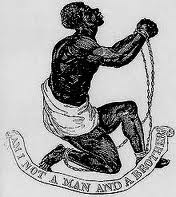 AM I NOT A MAN AND A BROTHER?